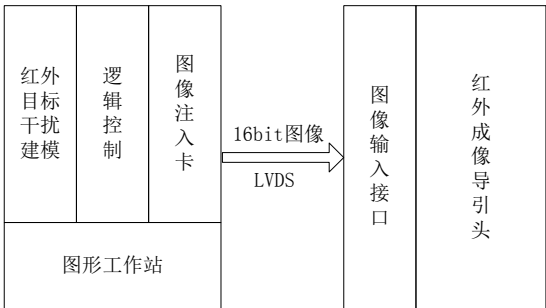 红外
目标
干扰
建模
逻辑控制
图像注入卡
图形工作站
16bit图像
LVDS
图像输入接口
红外成像导引头